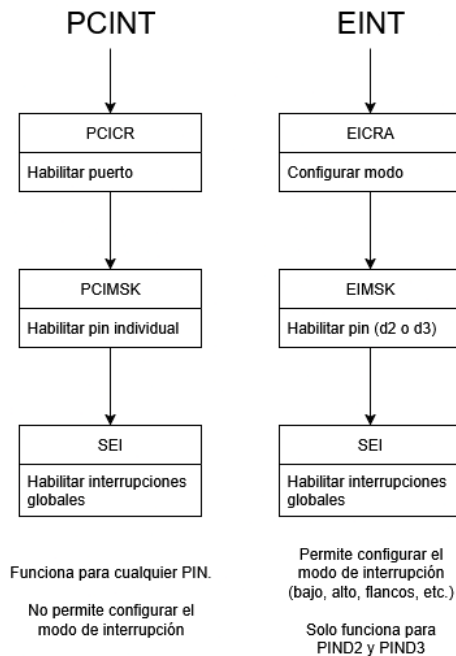 PCINT
PCICR
Habilitar puerto
PCIMSK
Habilitar pin individual
SEI
Habilitar interrupciones
globales
Funciona para cualquier PIN.
No permite configurar el
modo de interrupción
EINT
EICRA
Configurar modo
EIMSK
Habilitar pin (d2 o d3)
SEI
Habilitar interrupciones
globales
Permite configurar el
modo de interrupción
(bajo, alto, flancos, etc.)
Solo funciona para
PIND2 y PIND3